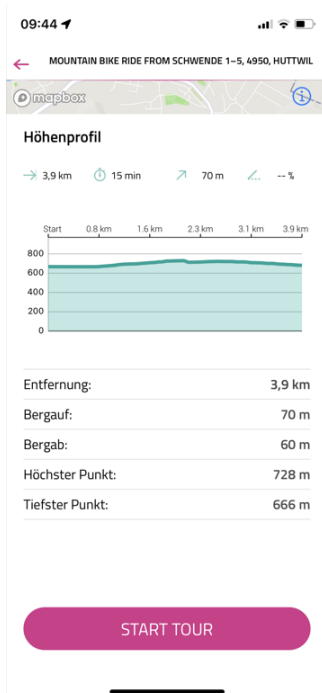 09:44
MOUNTAIN BIKE RIDE FROM SCHWENDE 1–5, 4950, HUTTWIL
mapbox
Höhenprofil
3,9 km 15 min 70 m -- %
Start 0.8 km 1.6 km 2.3 km 3.1 km 3.9 km
800
600
400
200
0
Entfernung: 3,9 km
Bergauf: 70 m
Bergab: 60 m
Höchster Punkt: 728 m
Tiefster Punkt: 666 m
START TOUR